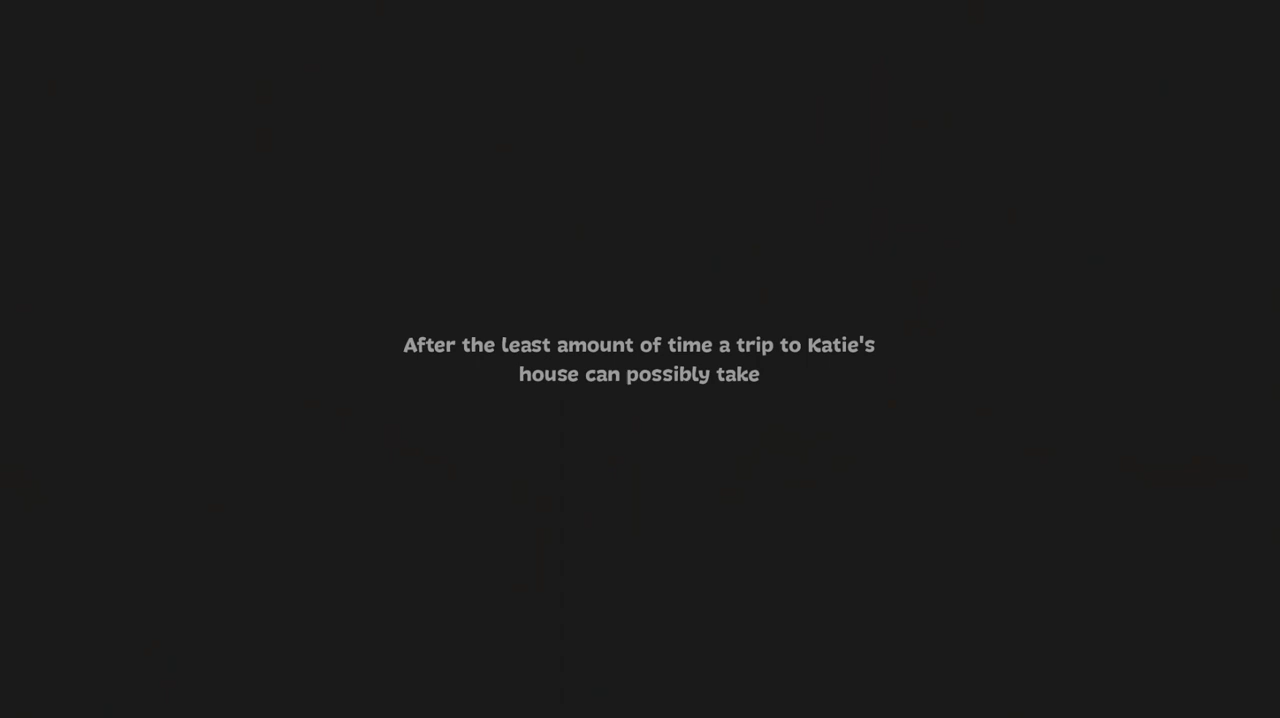 After the least amount of time a trip to Katie's
house can possibly take